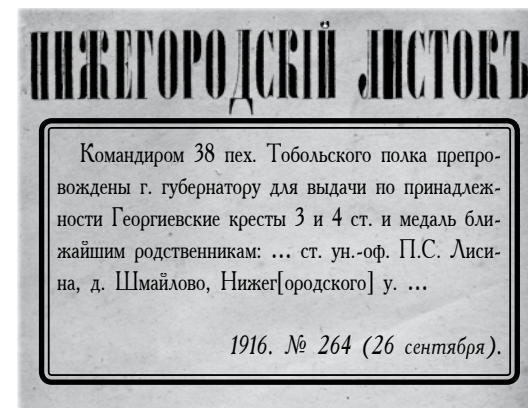 НИЖЕГОРОДСКІЙ ЛИСТОКЪ
Командиром 38 пех. Тобольского полка препро-
вождены г. губернатору для выдачи по принадлеж-
ности Георгиевские кресты 3 и 4 ст. и медаль бли-
жайшим родственникам: ... ст. ун.-оф. П.С. Лиси-
на, д. Шмайлово, Нижег[ородского] у. ...
1916. № 264 (26 сентября).